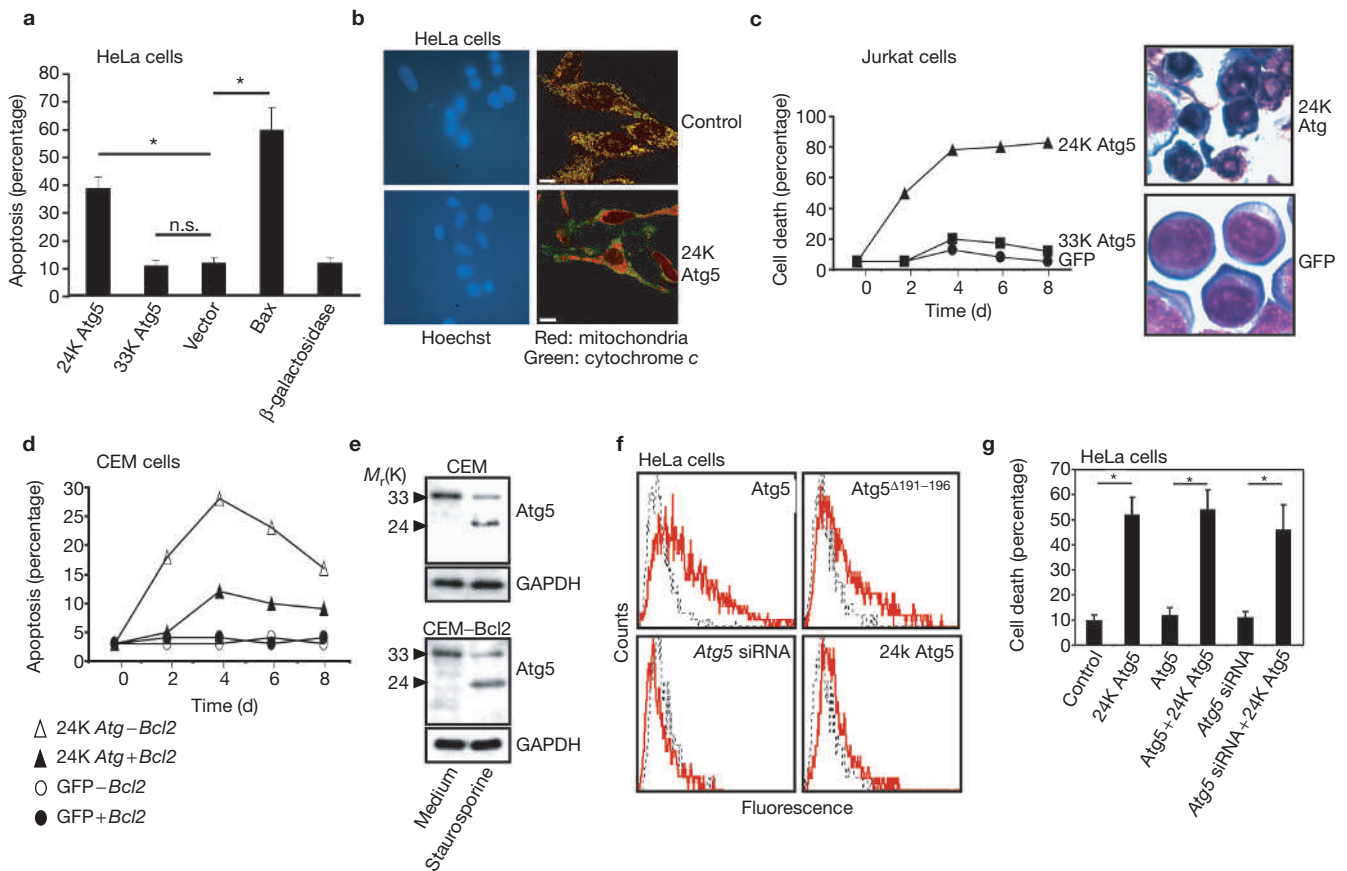 a
HeLa cells
Apoptosis (percentage)
80
70
60
50
40
30
20
10
0
*
*
n.s.
24K Atg5
33K Atg5
Vector
Bax
β-galactosidase
b
HeLa cells
Control
24K
Atg5
Hoechst
Red: mitochondria
Green: cytochrome c
c
Jurkat cells
Cell death (percentage)
100
80
60
40
20
0
24K Atg5
33K Atg5
GFP
0 2 4 6 8
Time (d)
24K
Atg
GFP
d
CEM cells
Apoptosis (percentage)
30
25
20
15
10
5
0
0 2 4 6 8
Time (d)
24K Atg–Bcl2
24K Atg+Bcl2
GFP–Bcl2
GFP+Bcl2
e
Mr(K)
CEM
33
24
Atg5
GAPDH
CEM–Bcl2
33
24
Atg5
GAPDH
Medium
Staurosporine
f
HeLa cells
Atg5
Atg5Δ191–196
Counts
Atg5 siRNA
24k Atg5
Fluorescence
g
HeLa cells
Cell death (percentage)
70
60
50
40
30
20
10
0
*
*
*
Control
24K Atg5
Atg5
Atg5+24K Atg5
Atg5 siRNA
Atg5 siRNA+24K Atg5